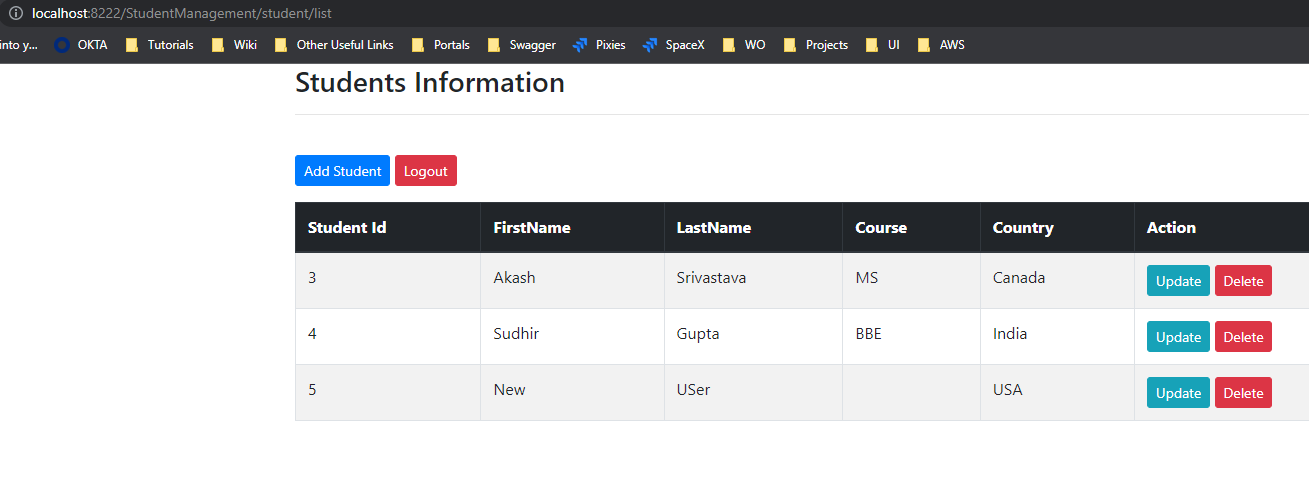 localhost:8222/StudentManagement/student/list
into y... OKTA Tutorials Wiki Other Useful Links Portals Swagger Pixies SpaceX WO Projects UI AWS
Students Information
Add Student Logout
Student Id FirstName LastName Course Country Action
3 Akash Srivastava MS Canada Update Delete
4 Sudhir Gupta BBE India Update Delete
5 New USer USA Update Delete